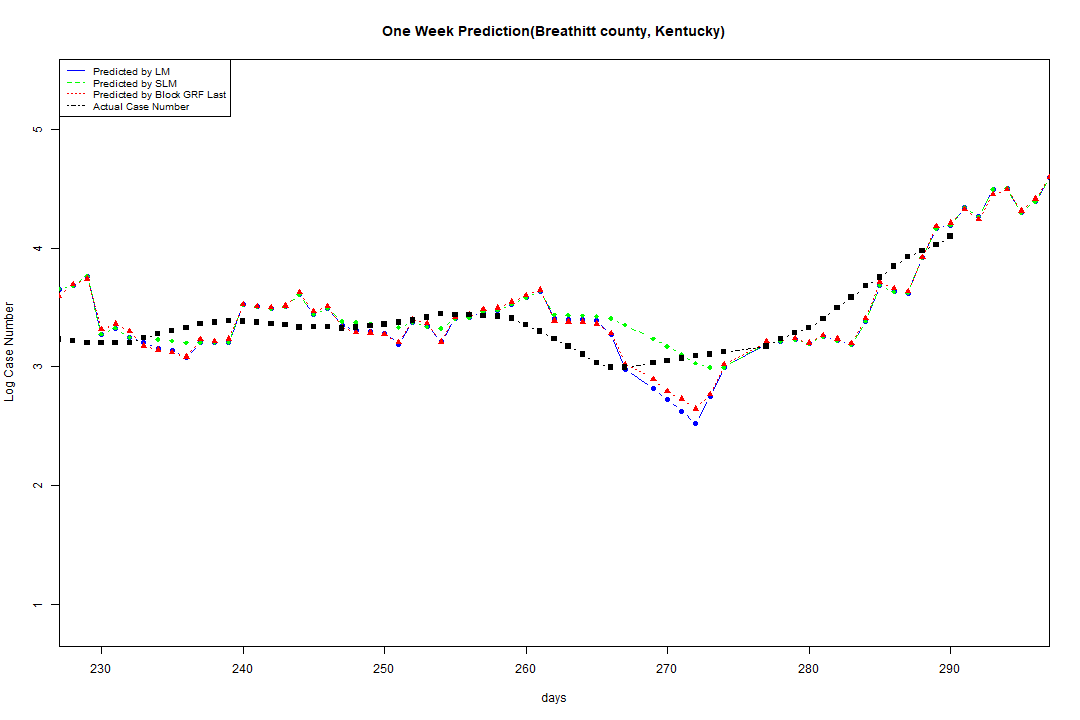 One Week Prediction(Breathitt county, Kentucky)
Predicted by LM
Predicted by SLM
Predicted by Block GRF Last
Actual Case Number
5
4
3
2
1
Log Case Number
230 240 250 260 270 280 290
days